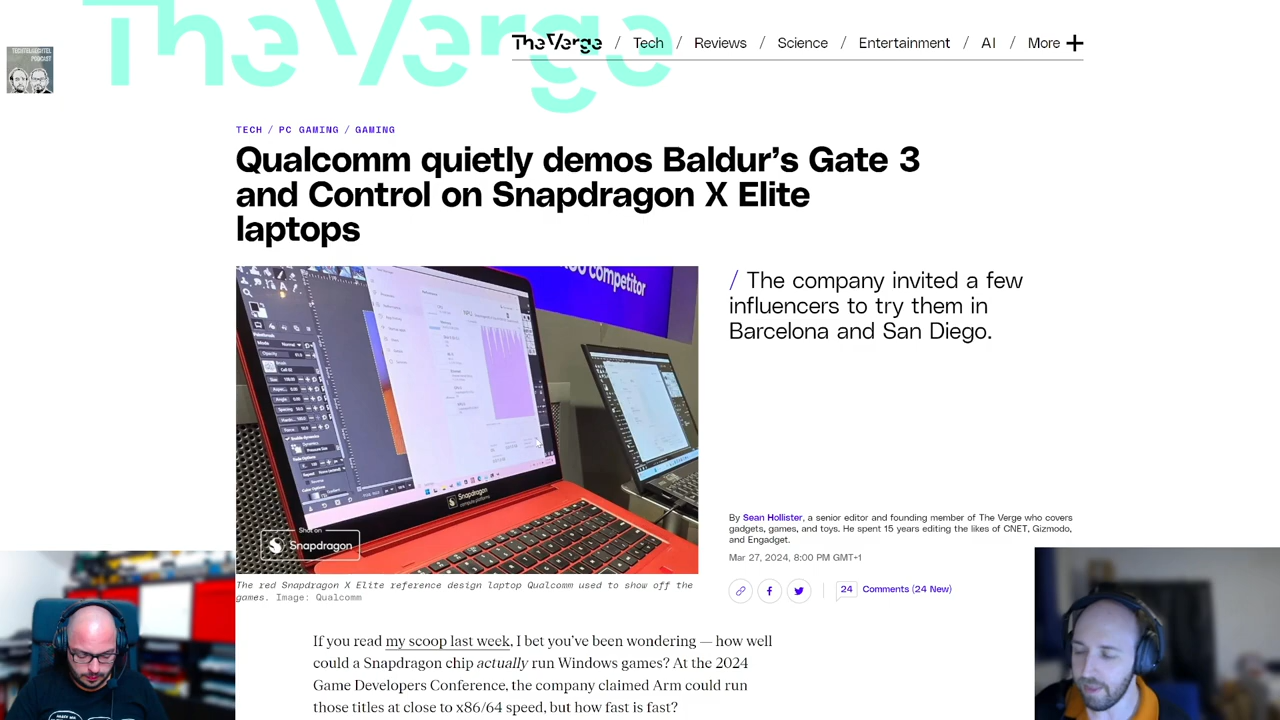 The Verge
TECHTELMECHTEL
PODCAST
The Verge / Tech / Reviews / Science / Entertainment / AI / More +
TECH / PC GAMING / GAMING
Qualcomm quietly demos Baldur’s Gate 3
and Control on Snapdragon X Elite
laptops
competitor
Snapdragon
Shot on
Snapdragon
/ The company invited a few
influencers to try them in
Barcelona and San Diego.
By Sean Hollister, a senior editor and founding member of The Verge who covers
gadgets, games, and toys. He spent 15 years editing the likes of CNET, Gizmodo,
and Engadget.
Mar 27, 2024, 8:00 PM GMT+1
24 Comments (24 New)
The red Snapdragon X Elite reference design laptop Qualcomm used to show off the
games. Image: Qualcomm
If you read my scoop last week, I bet you’ve been wondering — how well
could a Snapdragon chip actually run Windows games? At the 2024
Game Developers Conference, the company claimed Arm could run
those titles at close to x86/64 speed, but how fast is fast?